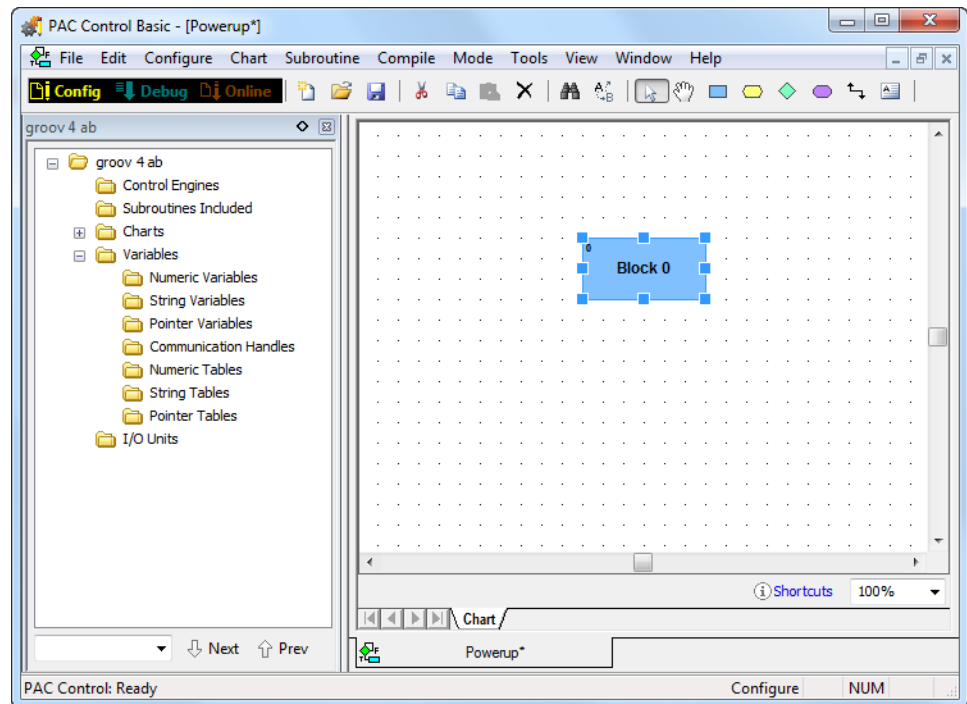 PAC Control Basic - [Powerup*]
File Edit Configure Chart Subroutine Compile Mode Tools View Window Help
Config Debug Online
groov 4 ab
groov 4 ab
Control Engines
Subroutines Included
Charts
Variables
Numeric Variables
String Variables
Pointer Variables
Communication Handles
Numeric Tables
String Tables
Pointer Tables
I/O Units
0
Block 0
Shortcuts 100%
Chart
Next Prev
Powerup*
PAC Control: Ready Configure NUM